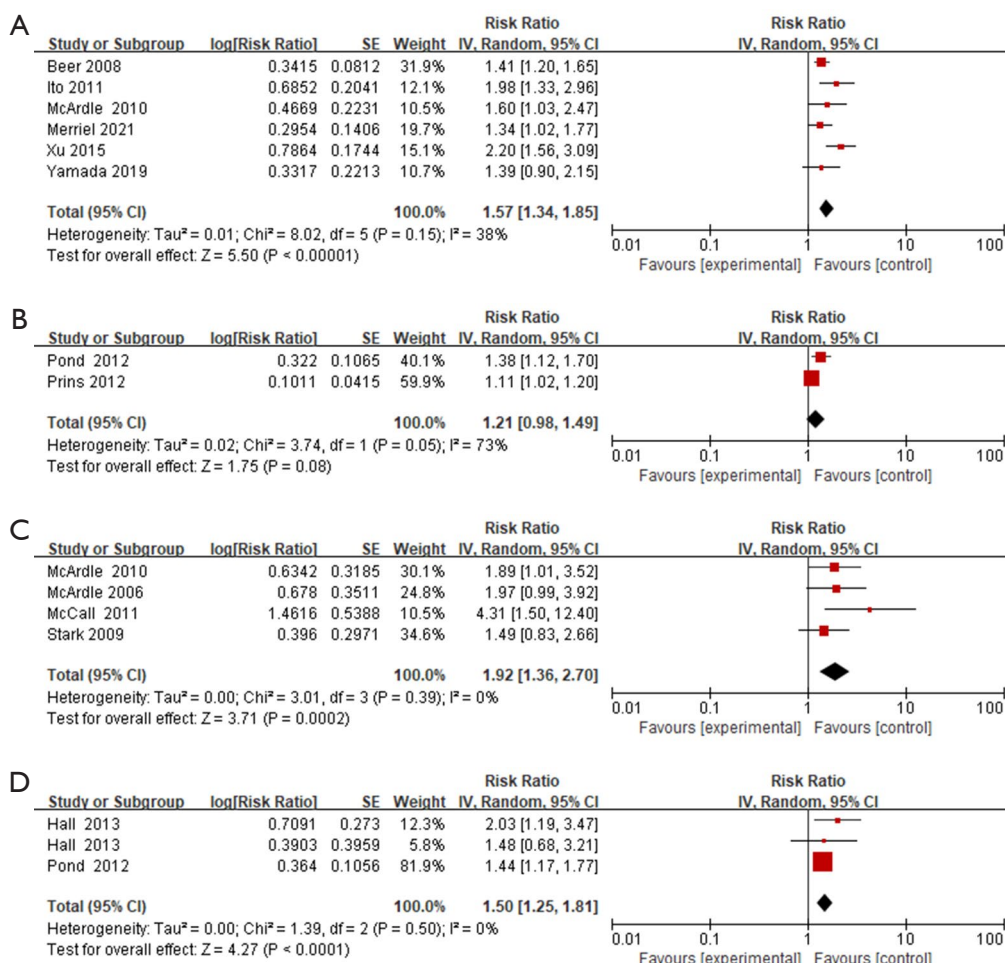 A
Risk Ratio Risk Ratio
Study or Subgroup log[Risk Ratio] SE Weight IV, Random, 95% CI IV, Random, 95% CI
Beer 2008 0.3415 0.0812 31.9% 1.41 [1.20, 1.65]
Ito 2011 0.6852 0.2041 12.1% 1.98 [1.33, 2.96]
McArdle 2010 0.4669 0.2231 10.5% 1.60 [1.03, 2.47]
Merriel 2021 0.2954 0.1406 19.7% 1.34 [1.02, 1.77]
Xu 2015 0.7864 0.1744 15.1% 2.20 [1.56, 3.09]
Yamada 2019 0.3317 0.2213 10.7% 1.39 [0.90, 2.15]
Total (95% CI) 100.0% 1.57 [1.34, 1.85]
Heterogeneity: Tau² = 0.01; Chi² = 8.02, df = 5 (P = 0.15); I² = 38%
Test for overall effect: Z = 5.50 (P < 0.00001)
0.01 0.1 1 10 100
Favours [experimental] Favours [control]
B
Risk Ratio Risk Ratio
Study or Subgroup log[Risk Ratio] SE Weight IV, Random, 95% CI IV, Random, 95% CI
Pond 2012 0.322 0.1065 40.1% 1.38 [1.12, 1.70]
Prins 2012 0.1011 0.0415 59.9% 1.11 [1.02, 1.20]
Total (95% CI) 100.0% 1.21 [0.98, 1.49]
Heterogeneity: Tau² = 0.02; Chi² = 3.74, df = 1 (P = 0.05); I² = 73%
Test for overall effect: Z = 1.75 (P = 0.08)
0.01 0.1 1 10 100
Favours [experimental] Favours [control]
C
Risk Ratio Risk Ratio
Study or Subgroup log[Risk Ratio] SE Weight IV, Random, 95% CI IV, Random, 95% CI
McArdle 2010 0.6342 0.3185 30.1% 1.89 [1.01, 3.52]
McArdle 2006 0.678 0.3511 24.8% 1.97 [0.99, 3.92]
McCall 2011 1.4616 0.5388 10.5% 4.31 [1.50, 12.40]
Stark 2009 0.396 0.2971 34.6% 1.49 [0.83, 2.66]
Total (95% CI) 100.0% 1.92 [1.36, 2.70]
Heterogeneity: Tau² = 0.00; Chi² = 3.01, df = 3 (P = 0.39); I² = 0%
Test for overall effect: Z = 3.71 (P = 0.0002)
0.01 0.1 1 10 100
Favours [experimental] Favours [control]
D
Risk Ratio Risk Ratio
Study or Subgroup log[Risk Ratio] SE Weight IV, Random, 95% CI IV, Random, 95% CI
Hall 2013 0.7091 0.273 12.3% 2.03 [1.19, 3.47]
Hall 2013 0.3903 0.3959 5.8% 1.48 [0.68, 3.21]
Pond 2012 0.364 0.1056 81.9% 1.44 [1.17, 1.77]
Total (95% CI) 100.0% 1.50 [1.25, 1.81]
Heterogeneity: Tau² = 0.00; Chi² = 1.39, df = 2 (P = 0.50); I² = 0%
Test for overall effect: Z = 4.27 (P < 0.0001)
0.01 0.1 1 10 100
Favours [experimental] Favours [control]